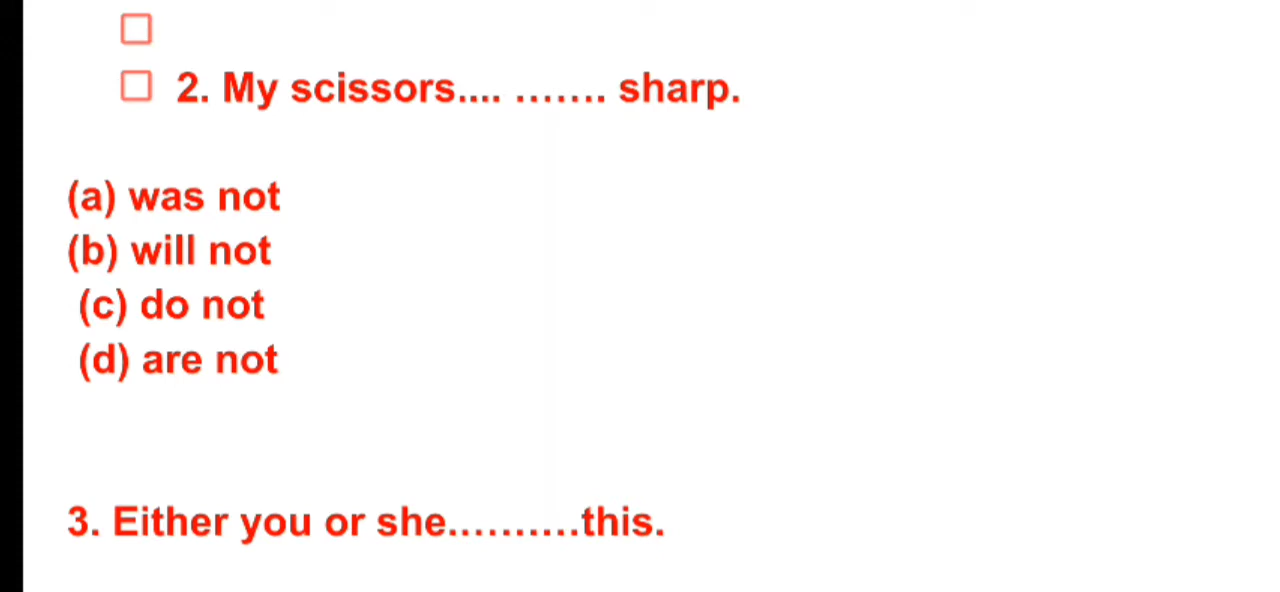 2. My scissors.... ....... sharp.
(a) was not
(b) will not
(c) do not
(d) are not
3. Either you or she..........this.